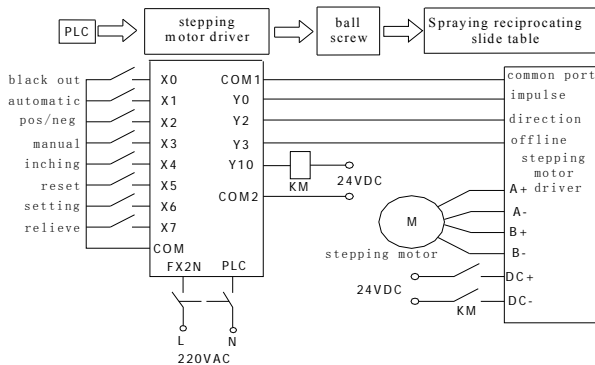 PLC
stepping
motor driver
ball
screw
Spraying reciprocating
slide table
black out
automatic
pos/neg
manual
inching
reset
setting
relieve
X0
X1
X2
X3
X4
X5
X6
X7
COM
FX2N PLC
COM1
Y0
Y2
Y3
Y10
COM2
KM
24VDC
L N
220VAC
common port
impulse
direction
offline
stepping
motor
driver
A+
A-
B+
B-
DC+
DC-
M
stepping motor
24VDC
KM